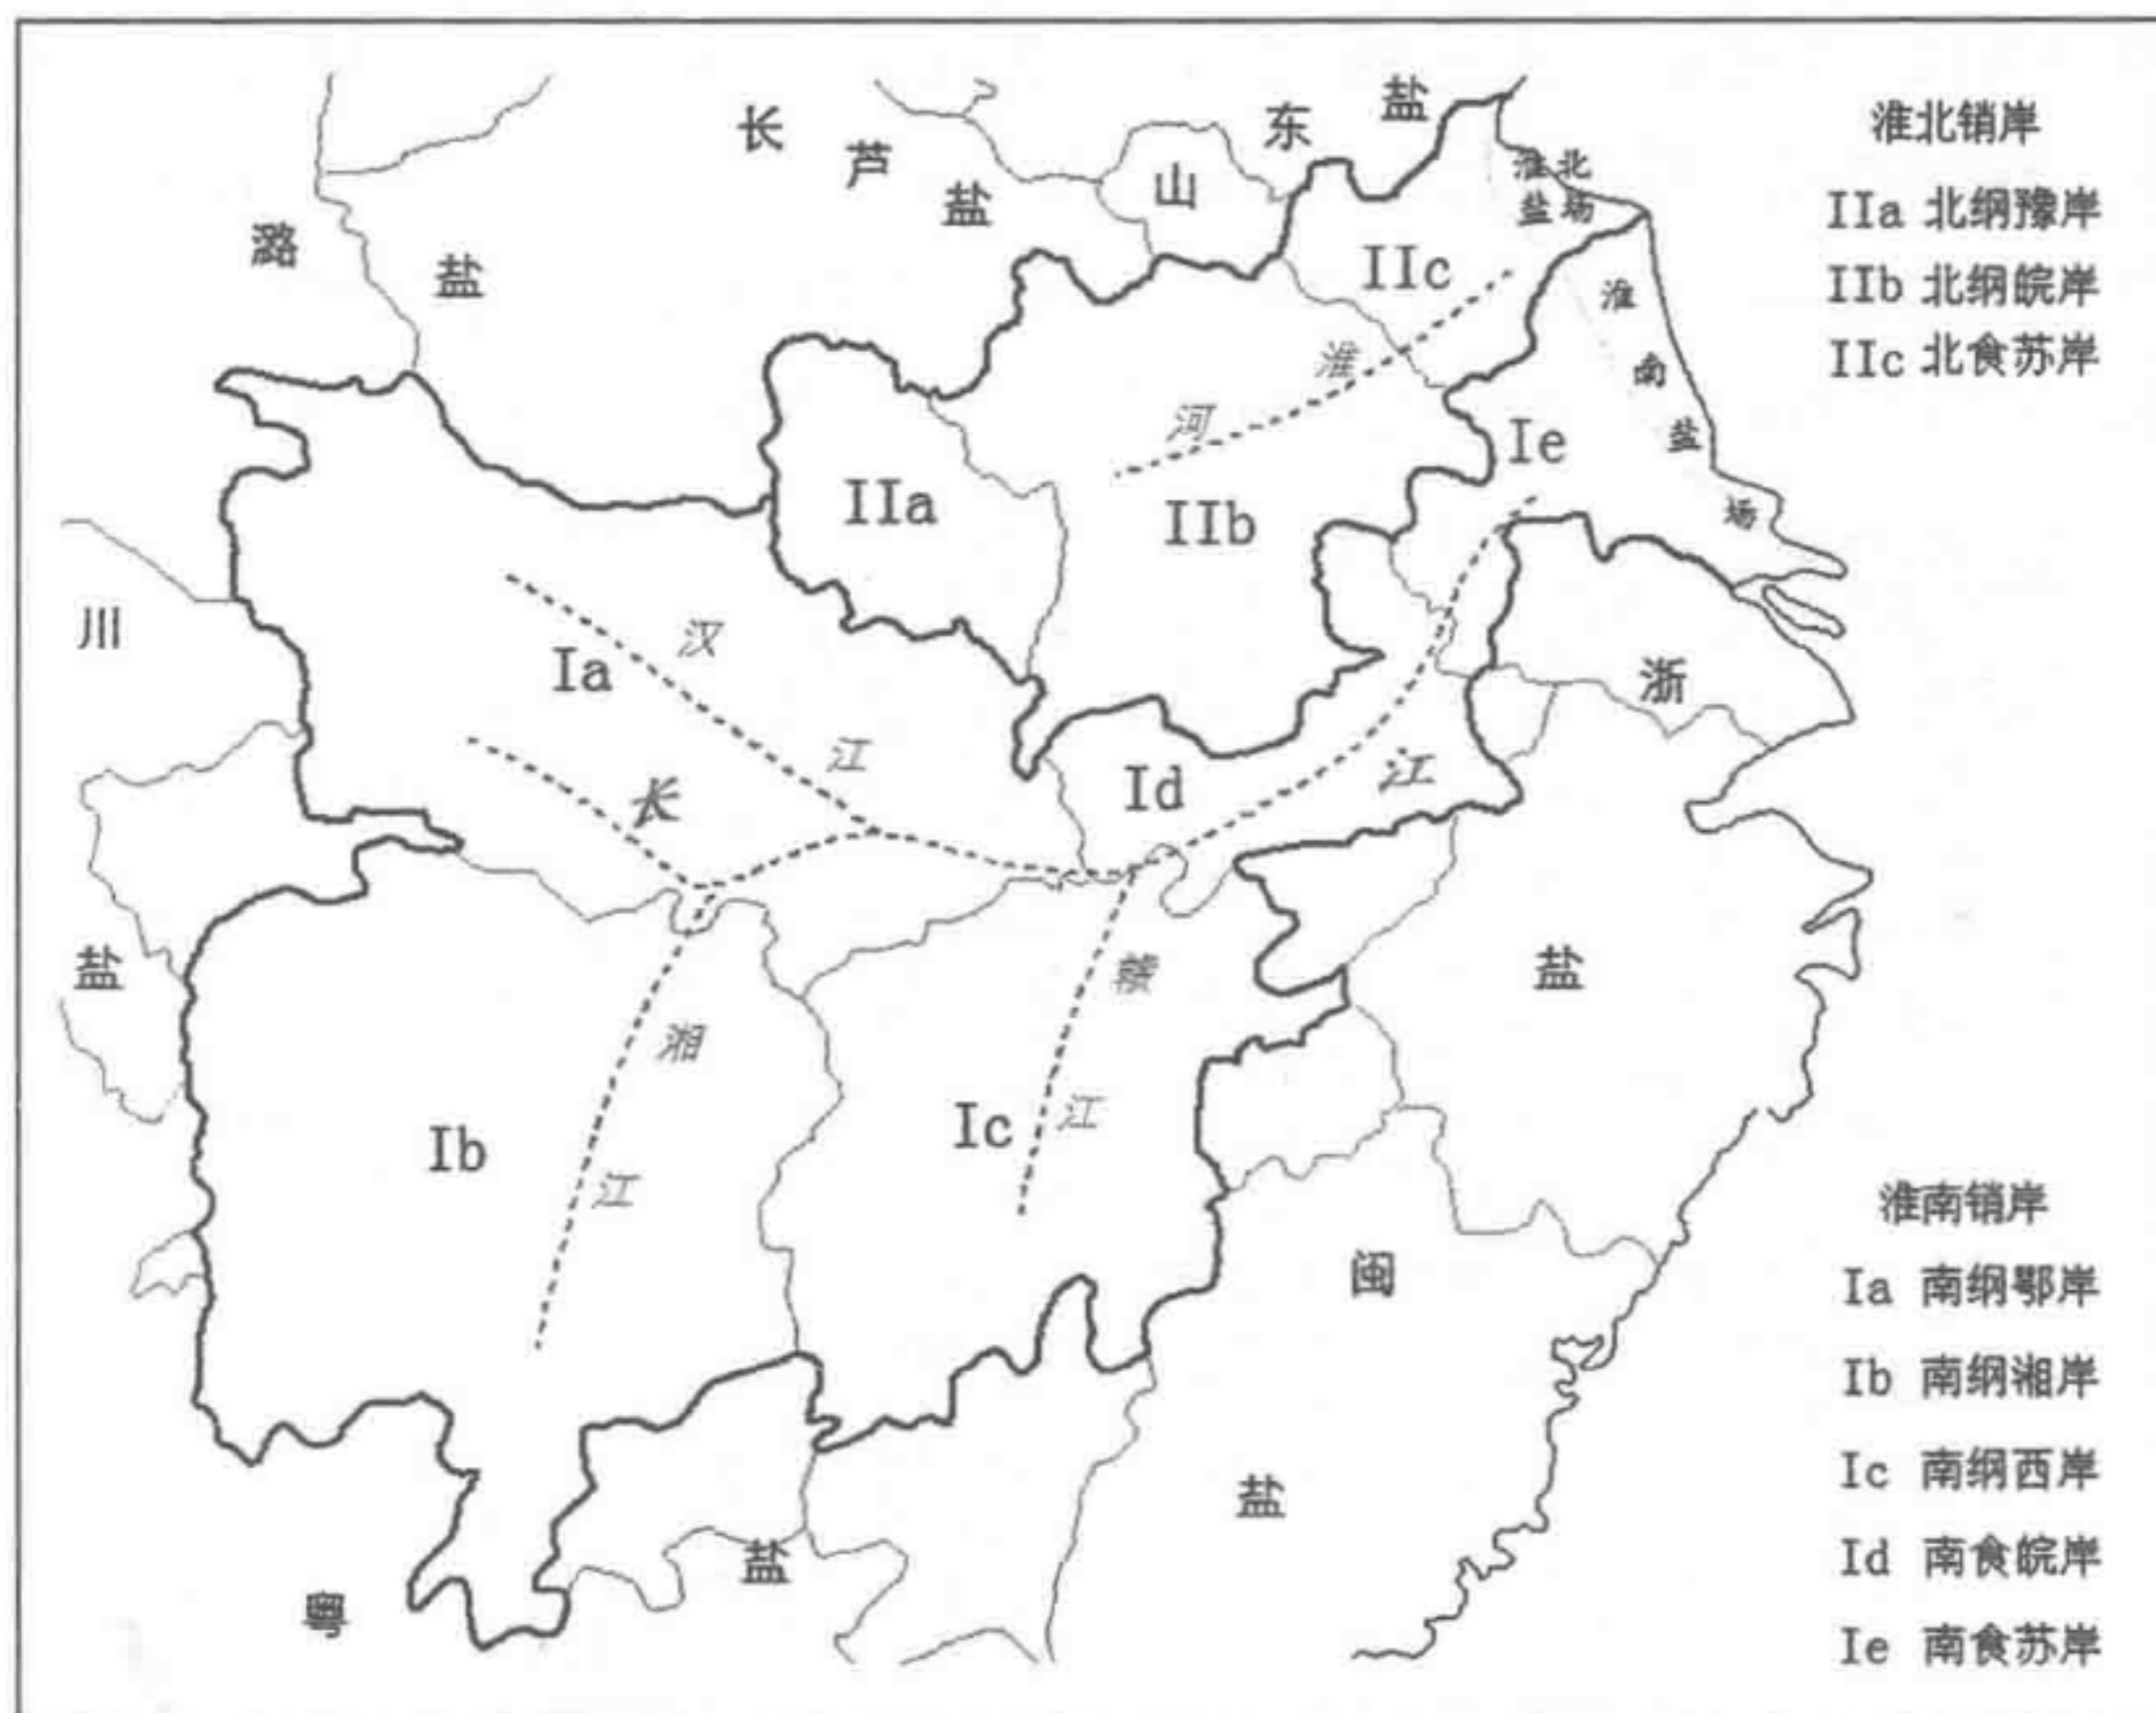 长芦盐
山东盐
潞盐
淮北
盐场
淮北销岸
IIa 北纲豫岸
IIb 北纲皖岸
IIc 北食苏岸
IIc
淮南盐场
淮河
Ie
IIa
IIb
川盐
汉江
Ia
浙盐
长江
Id
赣江
湘江
Ib
Ic
闽盐
粤盐
淮南销岸
Ia 南纲鄂岸
Ib 南纲湘岸
Ic 南纲西岸
Id 南食皖岸
Ie 南食苏岸